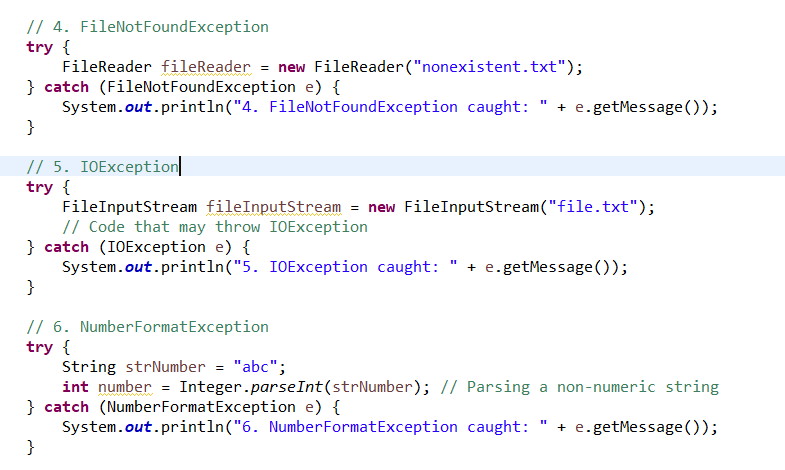 // 4. FileNotFoundException
try {
    FileReader fileReader = new FileReader("nonexistent.txt");
} catch (FileNotFoundException e) {
    System.out.println("4. FileNotFoundException caught: " + e.getMessage());
}

// 5. IOException
try {
    FileInputStream fileInputStream = new FileInputStream("file.txt");
    // Code that may throw IOException
} catch (IOException e) {
    System.out.println("5. IOException caught: " + e.getMessage());
}

// 6. NumberFormatException
try {
    String strNumber = "abc";
    int number = Integer.parseInt(strNumber); // Parsing a non-numeric string
} catch (NumberFormatException e) {
    System.out.println("6. NumberFormatException caught: " + e.getMessage());
}